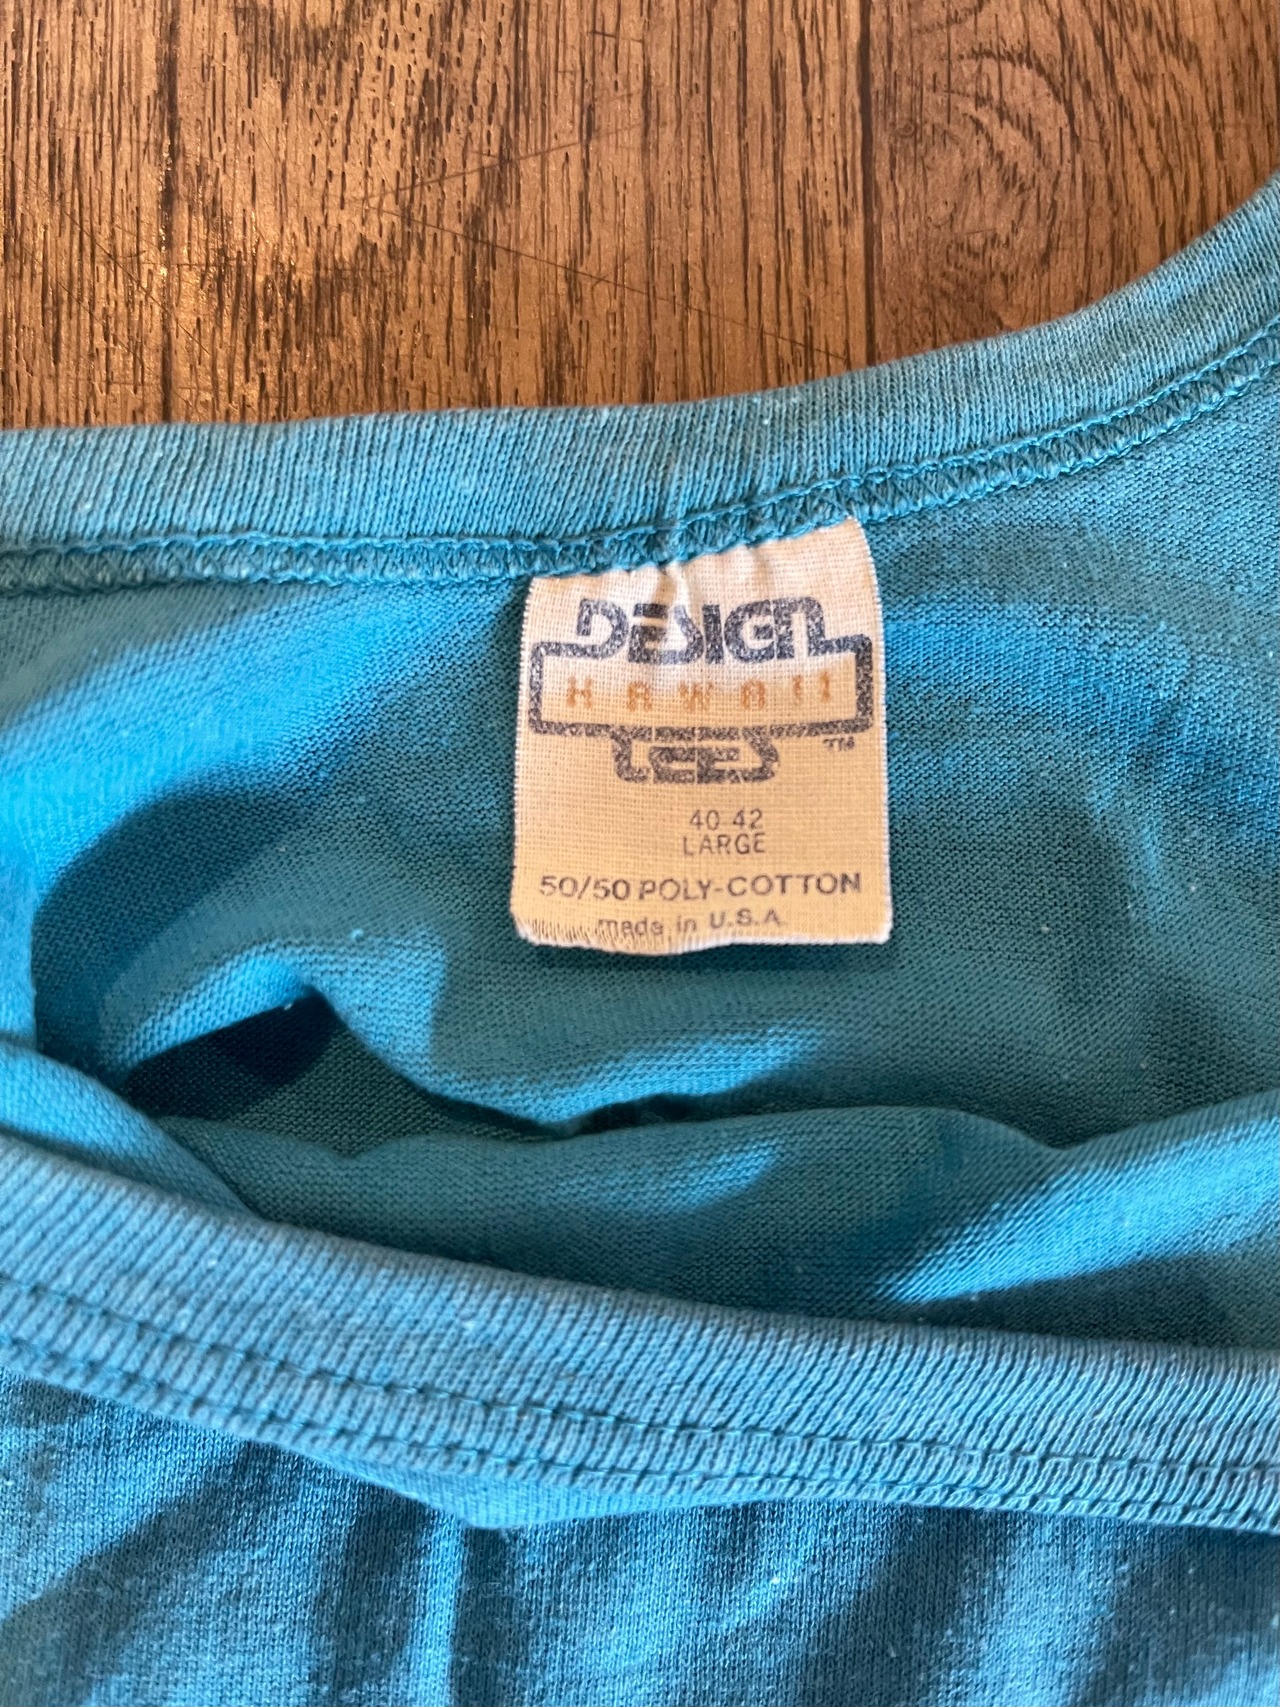 DESIGN
HAWAII
TEES ™
40-42
LARGE
50/50 POLY-COTTON
made in U.S.A.